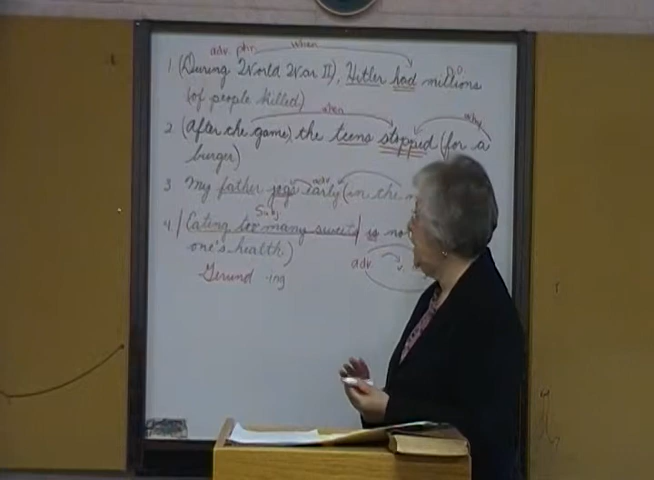 adv. phr. when
1. (During World War II), Hitler had millions D.O.
(of people killed)
when why
2. (After the game), the teens stopped (for a
burger)
adv.
3. My father jogs early (in the
Subj
4. | Eating too many sweets | is no
one's health)
Gerund -ing
adv. v.